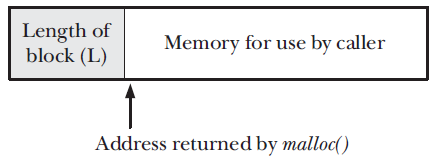 Length of
block (L)
Memory for use by caller
Address returned by malloc()